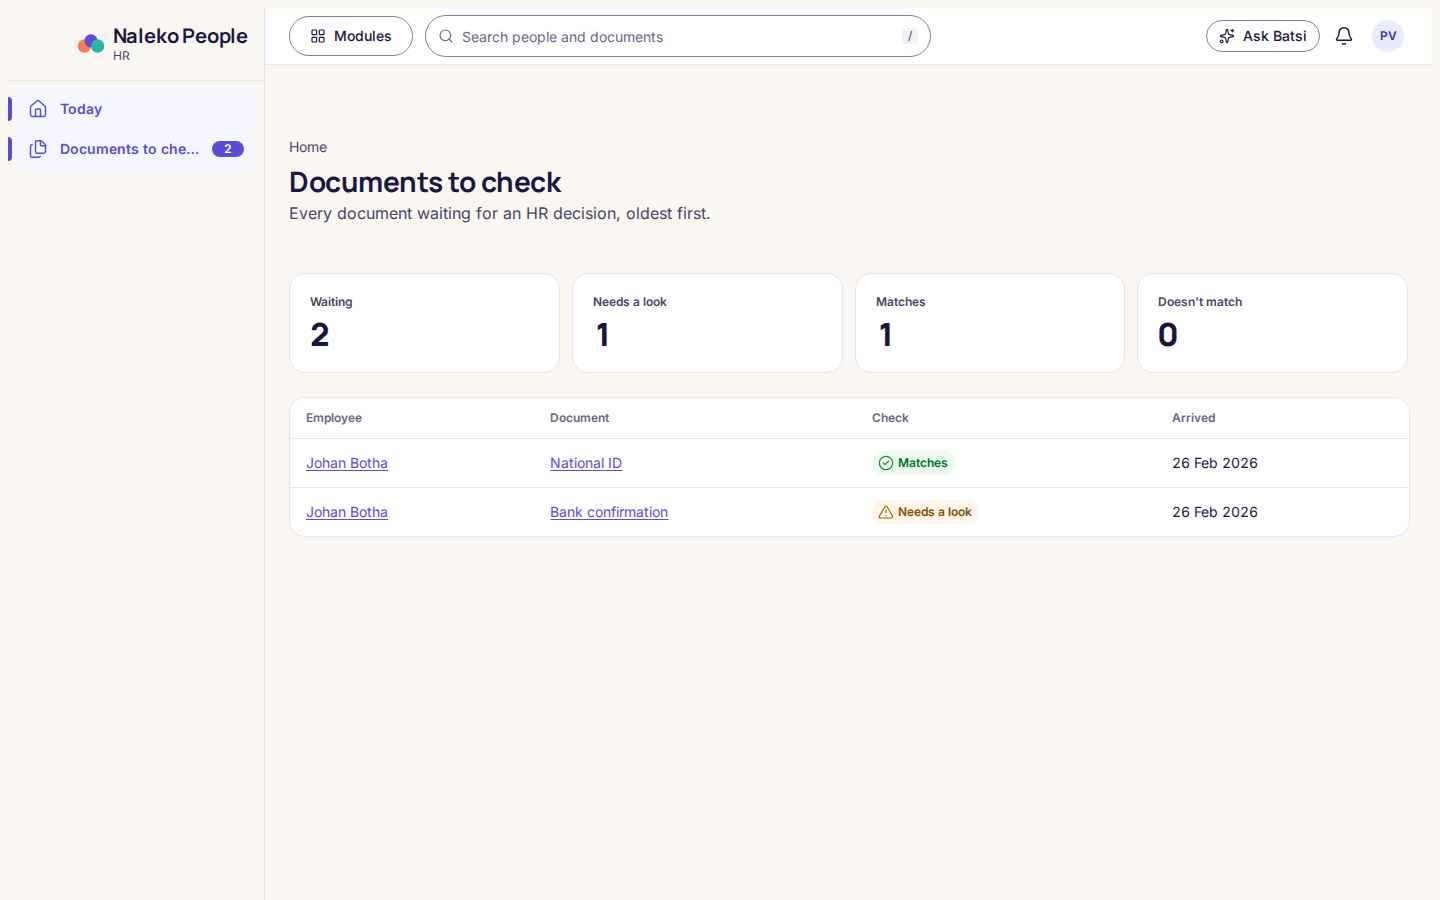 Naleko People
HR
Modules
Search people and documents
/
Ask Batsi
PV
Today
Documents to che...
2
Home
Documents to check
Every document waiting for an HR decision, oldest first.
Waiting
2
Needs a look
1
Matches
1
Doesn't match
0
Employee Document Check Arrived
Johan Botha National ID Matches 26 Feb 2026
Johan Botha Bank confirmation Needs a look 26 Feb 2026